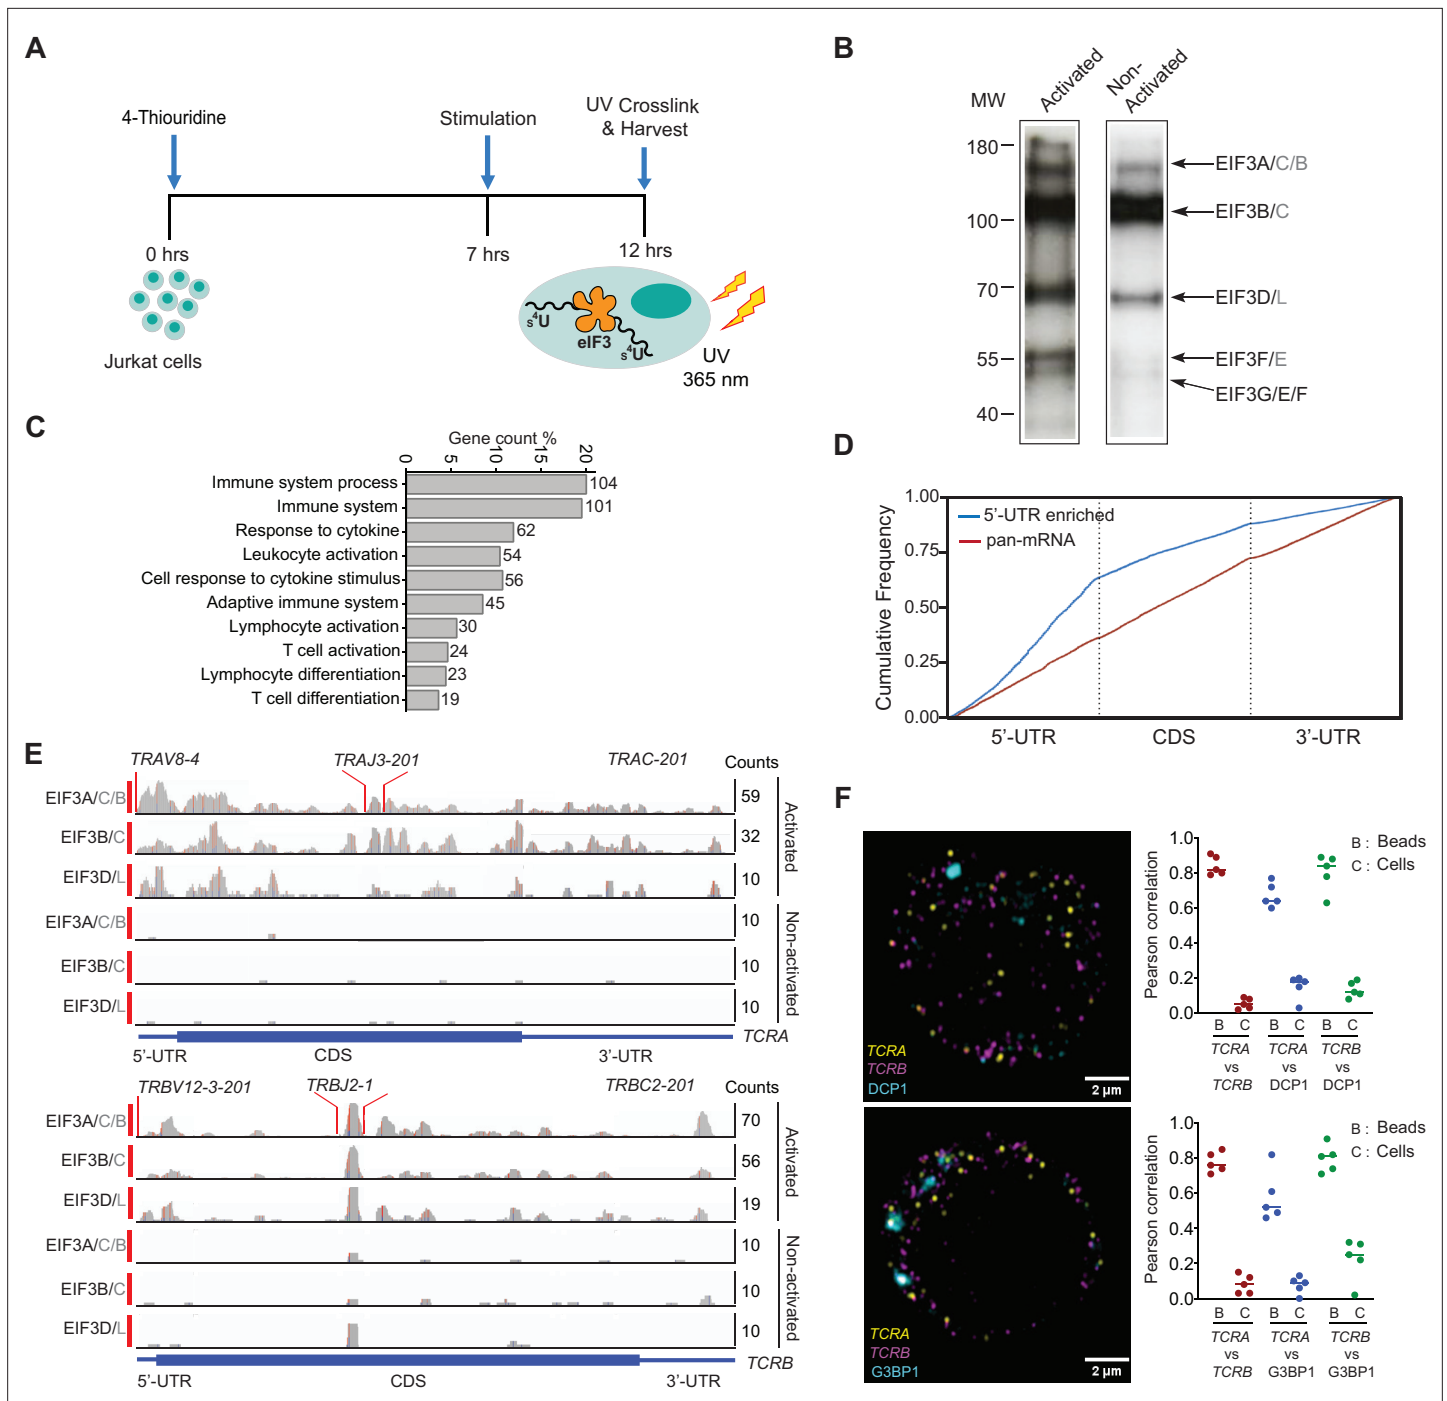 A
4-Thiouridine
Stimulation
UV Crosslink
& Harvest
0 hrs
7 hrs
12 hrs
Jurkat cells
s4U
eIF3
s4U
UV
365 nm
B
MW
Activated
Non-
Activated
180
100
70
55
40
EIF3A/C/B
EIF3B/C
EIF3D/L
EIF3F/E
EIF3G/E/F
C
Gene count %
0 5 10 15 20
Immune system process 104
Immune system 101
Response to cytokine 62
Leukocyte activation 54
Cell response to cytokine stimulus 56
Adaptive immune system 45
Lymphocyte activation 30
T cell activation 24
Lymphocyte differentiation 23
T cell differentiation 19
D
Cumulative Frequency
1.00
0.75
0.50
0.25
0.00
5’-UTR enriched
pan-mRNA
5’-UTR CDS 3’-UTR
E
TRAV8-4 TRAJ3-201 TRAC-201 Counts
EIF3A/C/B 59
EIF3B/C 32
EIF3D/L 10
Activated
EIF3A/C/B 10
EIF3B/C 10
EIF3D/L 10
Non-activated
TCRA
5’-UTR CDS 3’-UTR
TRBV12-3-201 TRBJ2-1 TRBC2-201 Counts
EIF3A/C/B 70
EIF3B/C 56
EIF3D/L 19
Activated
EIF3A/C/B 10
EIF3B/C 10
EIF3D/L 10
Non-activated
TCRB
5’-UTR CDS 3’-UTR
F
TCRA
TCRB
DCP1
2 µm
Pearson correlation
1.0
0.8
0.6
0.4
0.2
0.0
B : Beads
C : Cells
B C B C B C
TCRA TCRA TCRB
vs vs vs
TCRB DCP1 DCP1
TCRA
TCRB
G3BP1
2 µm
Pearson correlation
1.0
0.8
0.6
0.4
0.2
0.0
B : Beads
C : Cells
B C B C B C
TCRA TCRA TCRB
vs vs vs
TCRB G3BP1 G3BP1